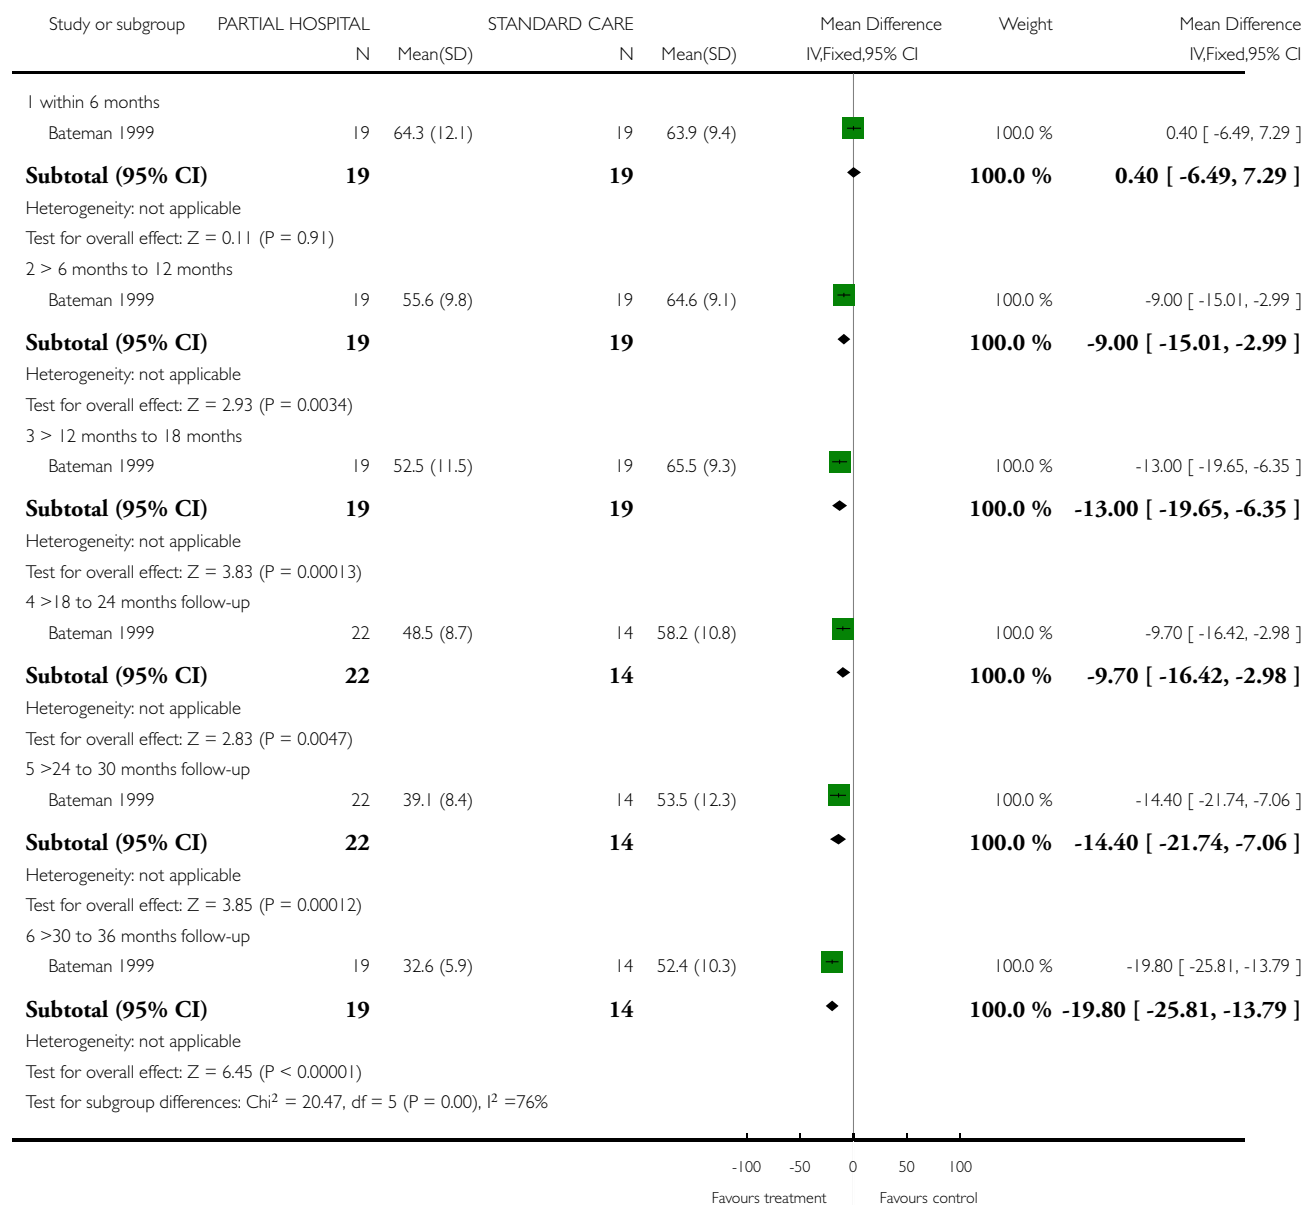 Study or subgroup PARTIAL HOSPITAL STANDARD CARE Mean Difference Weight Mean Difference
N Mean(SD) N Mean(SD) IV,Fixed,95% CI IV,Fixed,95% CI
1 within 6 months
Bateman 1999 19 64.3 (12.1) 19 63.9 (9.4) 100.0 % 0.40 [ -6.49, 7.29 ]
Subtotal (95% CI) 19 19 100.0 % 0.40 [ -6.49, 7.29 ]
Heterogeneity: not applicable
Test for overall effect: Z = 0.11 (P = 0.91)
2 > 6 months to 12 months
Bateman 1999 19 55.6 (9.8) 19 64.6 (9.1) 100.0 % -9.00 [ -15.01, -2.99 ]
Subtotal (95% CI) 19 19 100.0 % -9.00 [ -15.01, -2.99 ]
Heterogeneity: not applicable
Test for overall effect: Z = 2.93 (P = 0.0034)
3 > 12 months to 18 months
Bateman 1999 19 52.5 (11.5) 19 65.5 (9.3) 100.0 % -13.00 [ -19.65, -6.35 ]
Subtotal (95% CI) 19 19 100.0 % -13.00 [ -19.65, -6.35 ]
Heterogeneity: not applicable
Test for overall effect: Z = 3.83 (P = 0.00013)
4 >18 to 24 months follow-up
Bateman 1999 22 48.5 (8.7) 14 58.2 (10.8) 100.0 % -9.70 [ -16.42, -2.98 ]
Subtotal (95% CI) 22 14 100.0 % -9.70 [ -16.42, -2.98 ]
Heterogeneity: not applicable
Test for overall effect: Z = 2.83 (P = 0.0047)
5 >24 to 30 months follow-up
Bateman 1999 22 39.1 (8.4) 14 53.5 (12.3) 100.0 % -14.40 [ -21.74, -7.06 ]
Subtotal (95% CI) 22 14 100.0 % -14.40 [ -21.74, -7.06 ]
Heterogeneity: not applicable
Test for overall effect: Z = 3.85 (P = 0.00012)
6 >30 to 36 months follow-up
Bateman 1999 19 32.6 (5.9) 14 52.4 (10.3) 100.0 % -19.80 [ -25.81, -13.79 ]
Subtotal (95% CI) 19 14 100.0 % -19.80 [ -25.81, -13.79 ]
Heterogeneity: not applicable
Test for overall effect: Z = 6.45 (P < 0.00001)
Test for subgroup differences: Chi² = 20.47, df = 5 (P = 0.00), I² =76%
-100 -50 0 50 100
Favours treatment Favours control